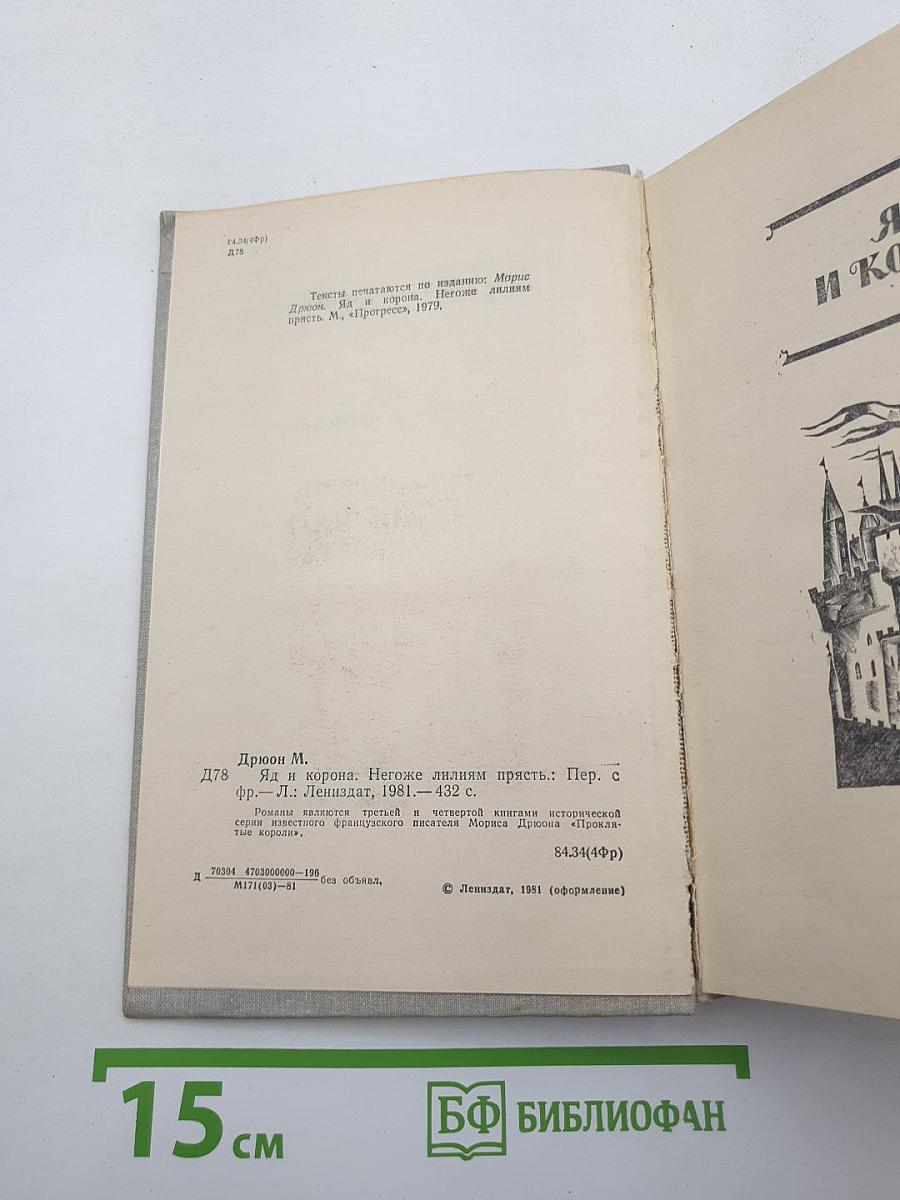 84.34(4Фр)
Д78
Тексты печатаются по изданию: Морис
Дрюон. Яд и корона. Негоже лилиям
прясть. М., «Прогресс», 1979.
Дрюон М.
Д78 Яд и корона. Негоже лилиям прясть.: Пер. с
фр.— Л.: Лениздат, 1981.— 432 с.
Романы являются третьей и четвертой книгами исторической
серии известного французского писателя Мориса Дрюона «Прокля-
тые короли».
84.34(4Фр)
Д 70304 4703000000—196
М171(03)—81 без объявл.
© Лениздат, 1981 (оформление)
Я
И КО
15 см
БФ БИБЛИОФАН